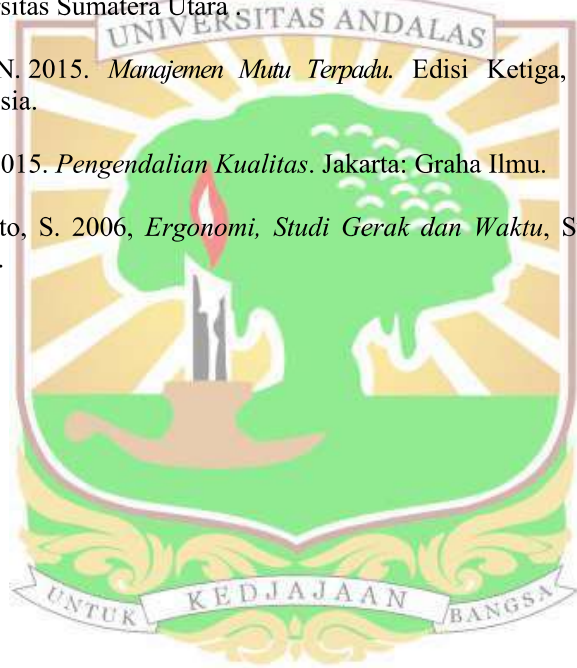 rsitas Sumatera Utara
UNIVERSITAS ANDALAS
N. 2015. Manajemen Mutu Terpadu. Edisi Ketiga,
sia.
015. Pengendalian Kualitas. Jakarta: Graha Ilmu.
to, S. 2006, Ergonomi, Studi Gerak dan Waktu, S
.
UNTUK KEDJAJAAN BANGSA